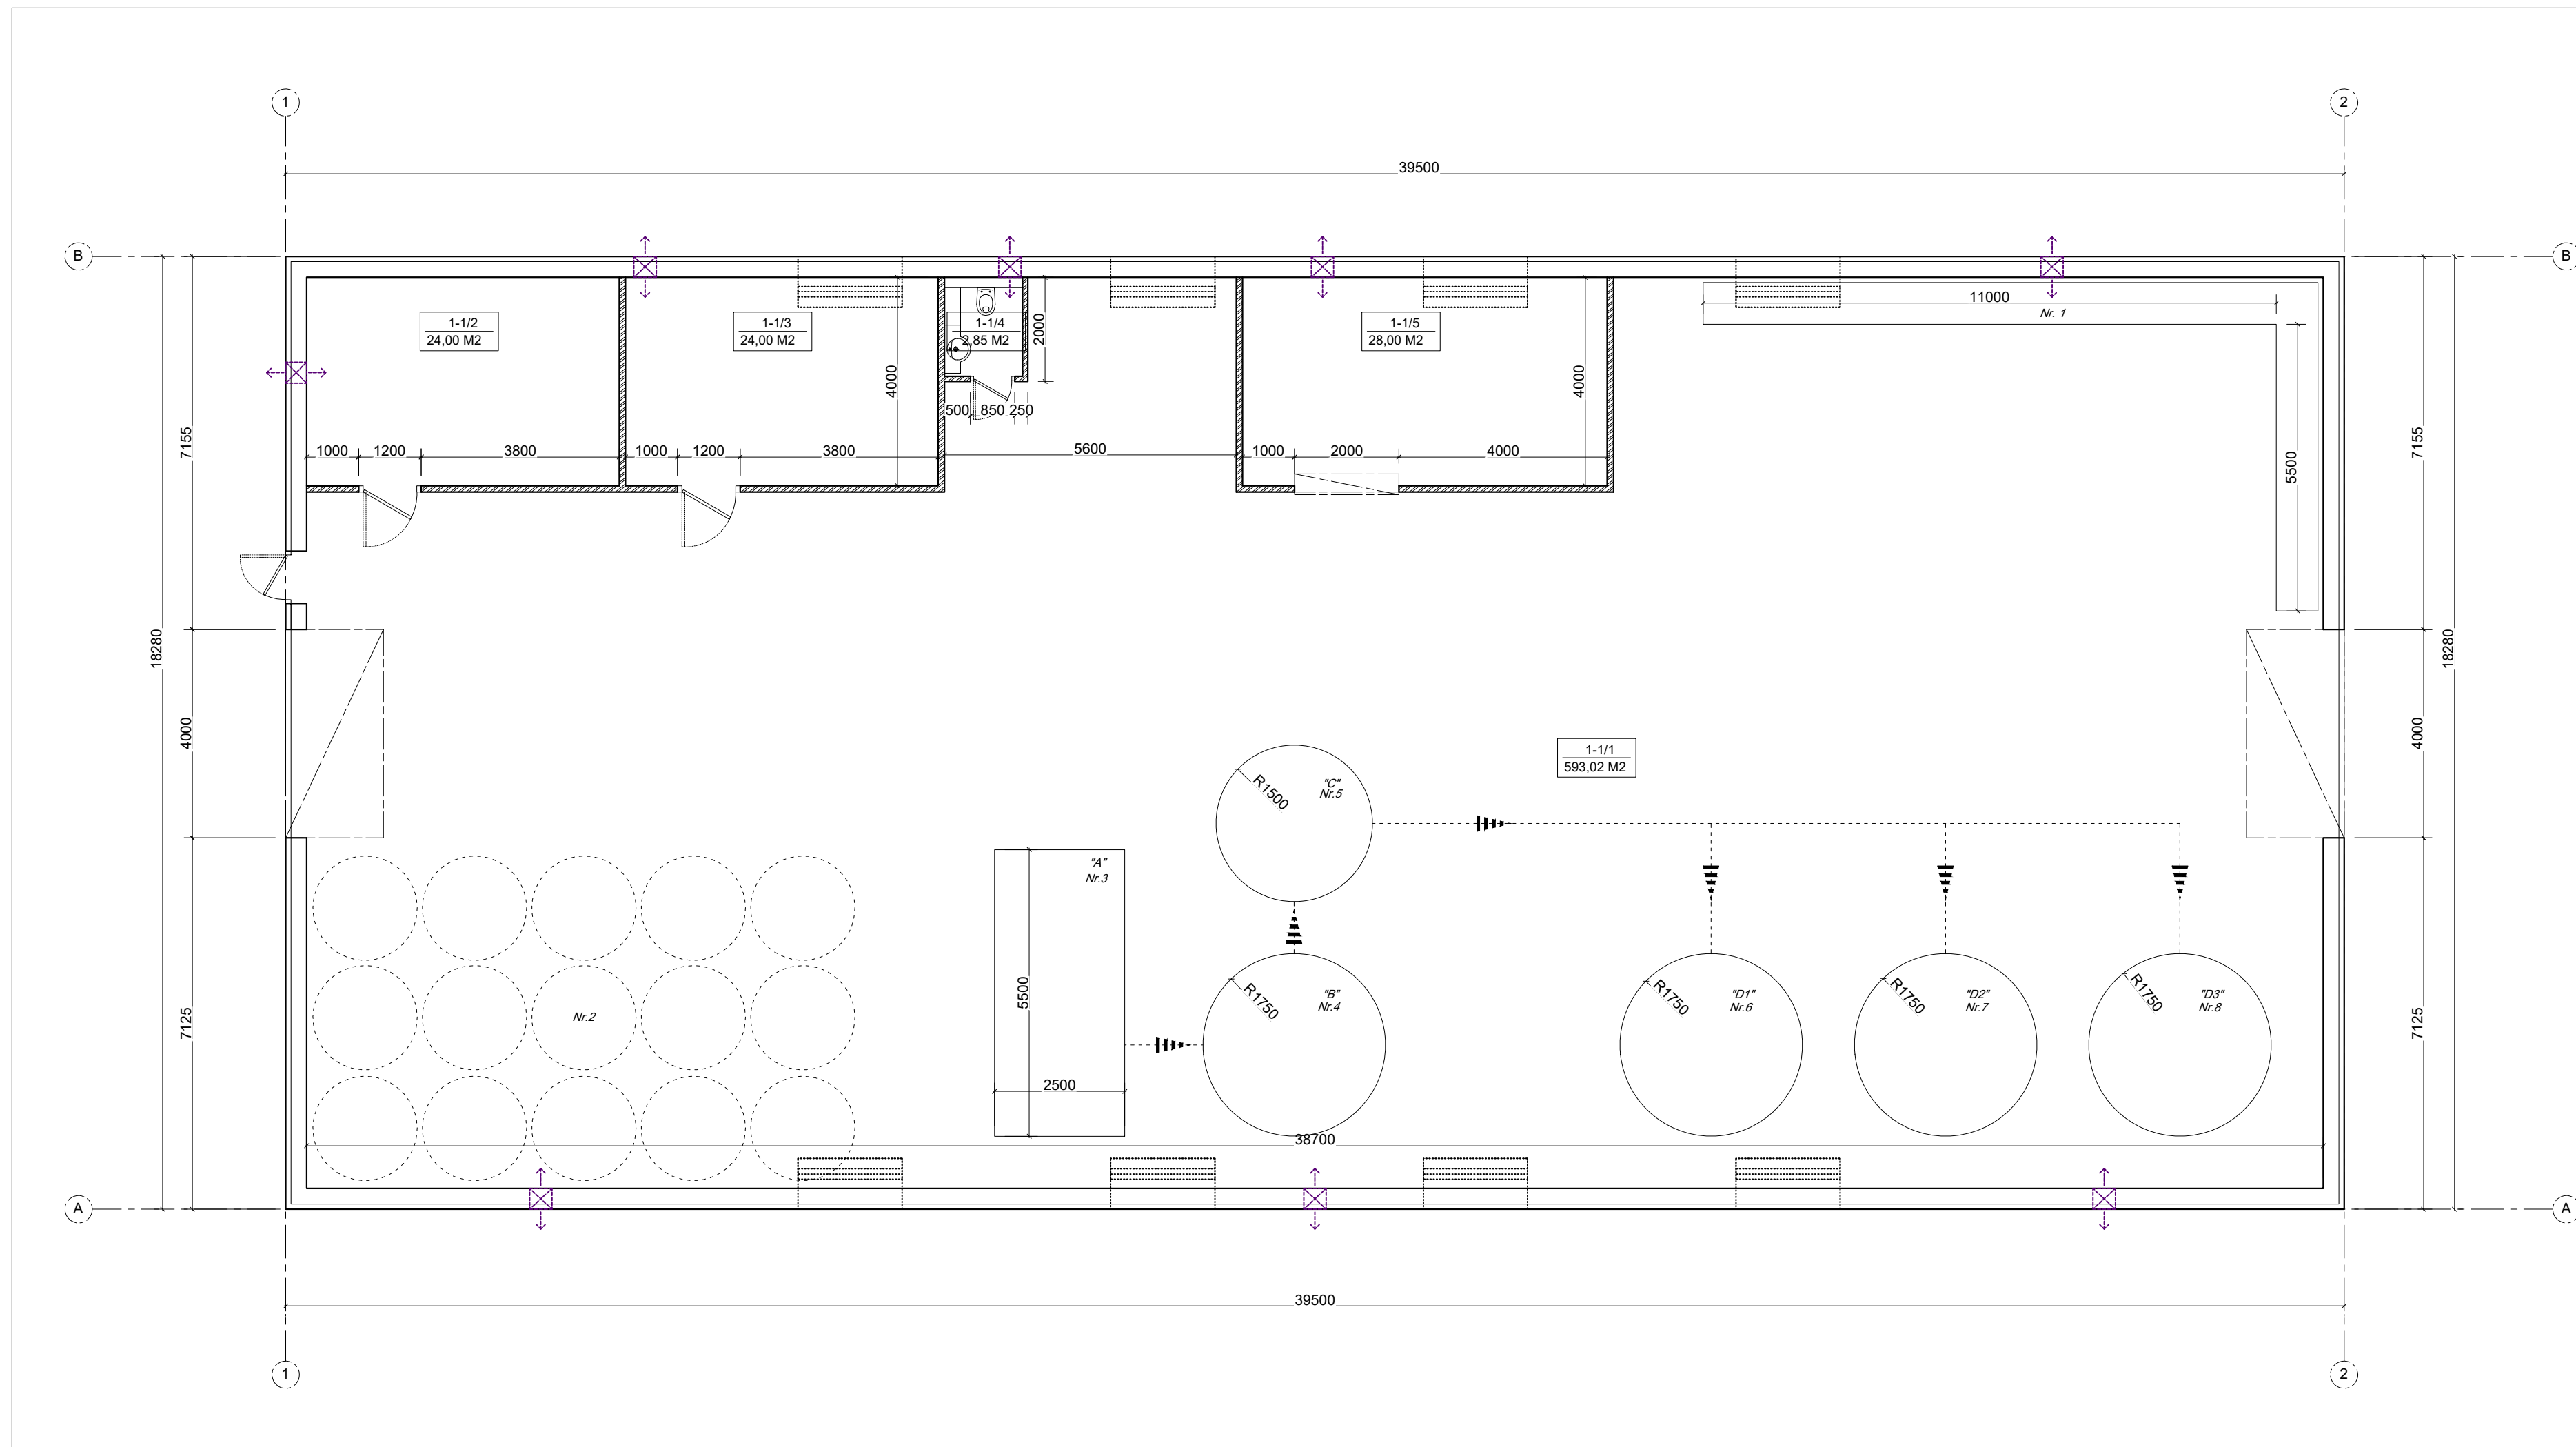 1
2
39500
B
B
11000
Nr. 1
1-1/2
24,00 M2
1-1/3
24,00 M2
1-1/4
2,85 M2
2000
1-1/5
28,00 M2
4000
4000
500
850
250
1000
1200
3800
1000
1200
3800
5600
1000
2000
4000
7155
7155
5500
18280
18280
4000
4000
1-1/1
593,02 M2
R1500
"C"
Nr.5
"A"
Nr.3
5500
2500
R1750
"B"
Nr.4
R1750
"D1"
Nr.6
R1750
"D2"
Nr.7
R1750
"D3"
Nr.8
Nr.2
7125
7125
38700
A
A
39500
1
2